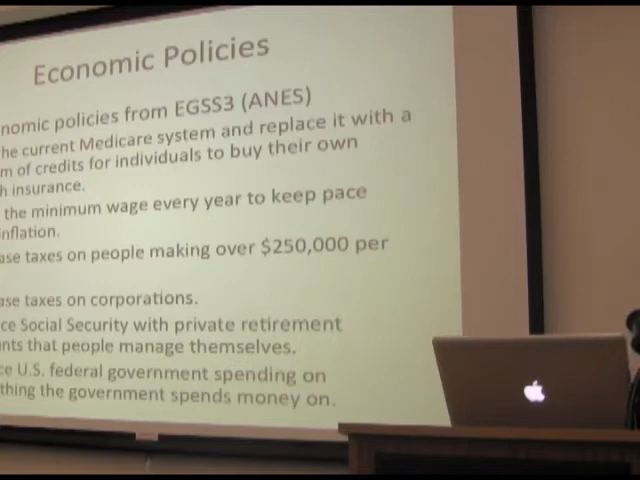 Economic Policies
nomic policies from EGSS3 (ANES)
he current Medicare system and replace it with a
m of credits for individuals to buy their own
h insurance.
the minimum wage every year to keep pace
inflation.
ase taxes on people making over $250,000 per
ase taxes on corporations.
ce Social Security with private retirement
nts that people manage themselves.
ce U.S. federal government spending on
thing the government spends money on.